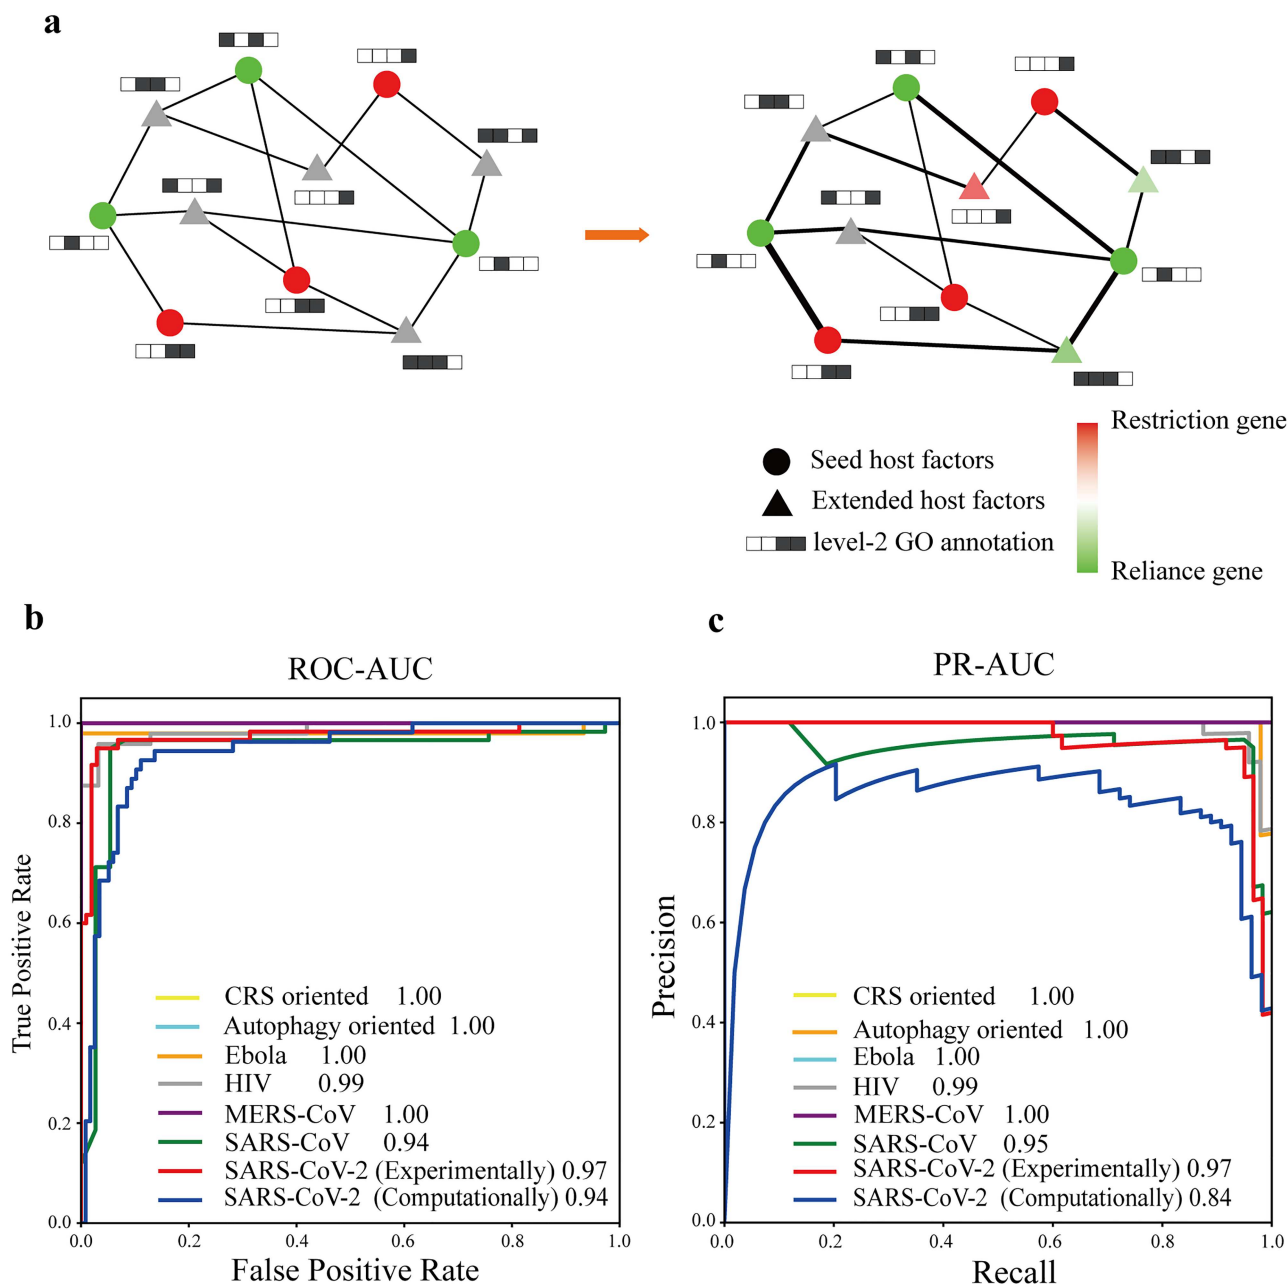 a
Restriction gene
Seed host factors
Extended host factors
level-2 GO annotation
Reliance gene
b
ROC-AUC
True Positive Rate
1.0
0.8
0.6
0.4
0.2
0.0
CRS oriented 1.00
Autophagy oriented 1.00
Ebola 1.00
HIV 0.99
MERS-CoV 1.00
SARS-CoV 0.94
SARS-CoV-2 (Experimentally) 0.97
SARS-CoV-2 (Computationally) 0.94
0.0 0.2 0.4 0.6 0.8 1.0
False Positive Rate
c
PR-AUC
Precision
1.0
0.8
0.6
0.4
0.2
0.0
CRS oriented 1.00
Autophagy oriented 1.00
Ebola 1.00
HIV 0.99
MERS-CoV 1.00
SARS-CoV 0.95
SARS-CoV-2 (Experimentally) 0.97
SARS-CoV-2 (Computationally) 0.84
0.0 0.2 0.4 0.6 0.8 1.0
Recall